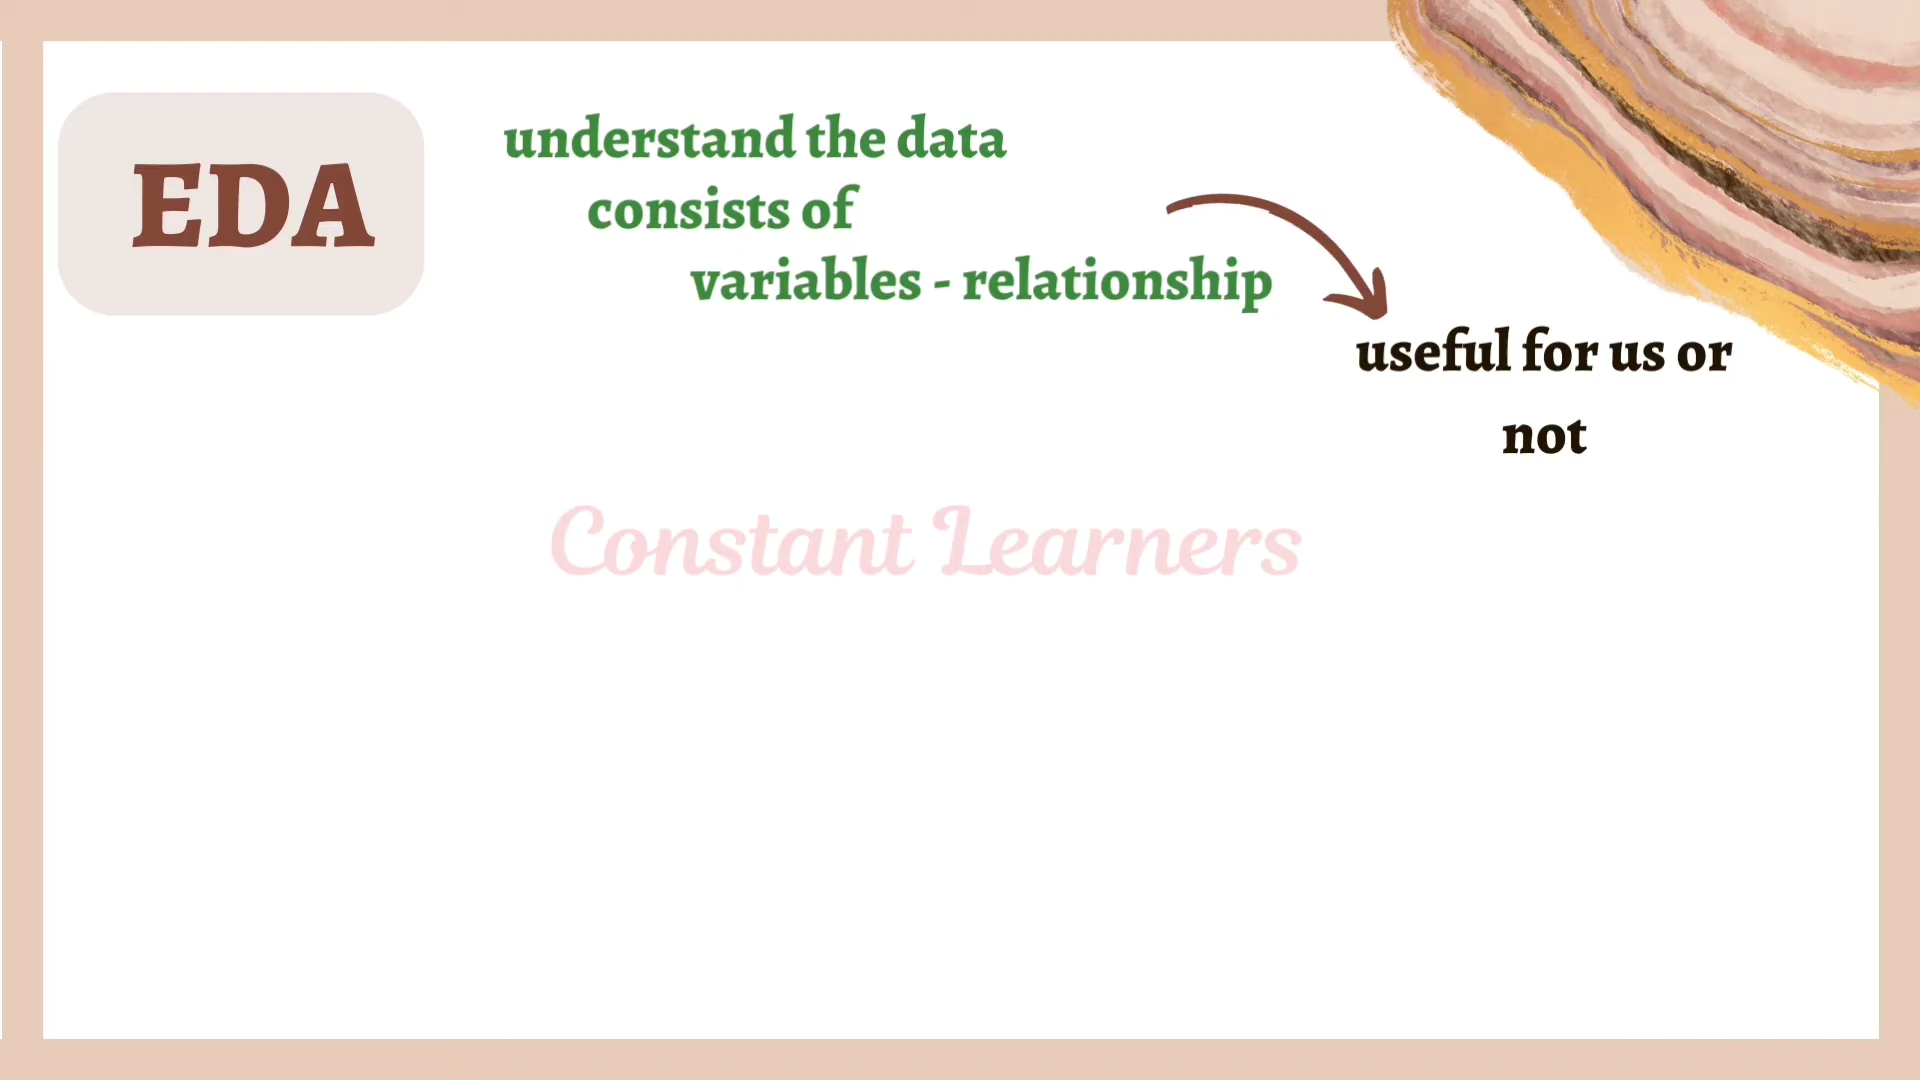 EDA
understand the data
consists of
variables - relationship
useful for us or
not
Constant Learners